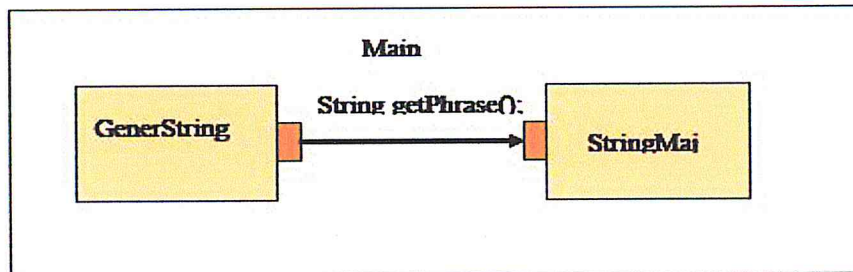 Main
String getPhrase();
GenerString
StringMaj